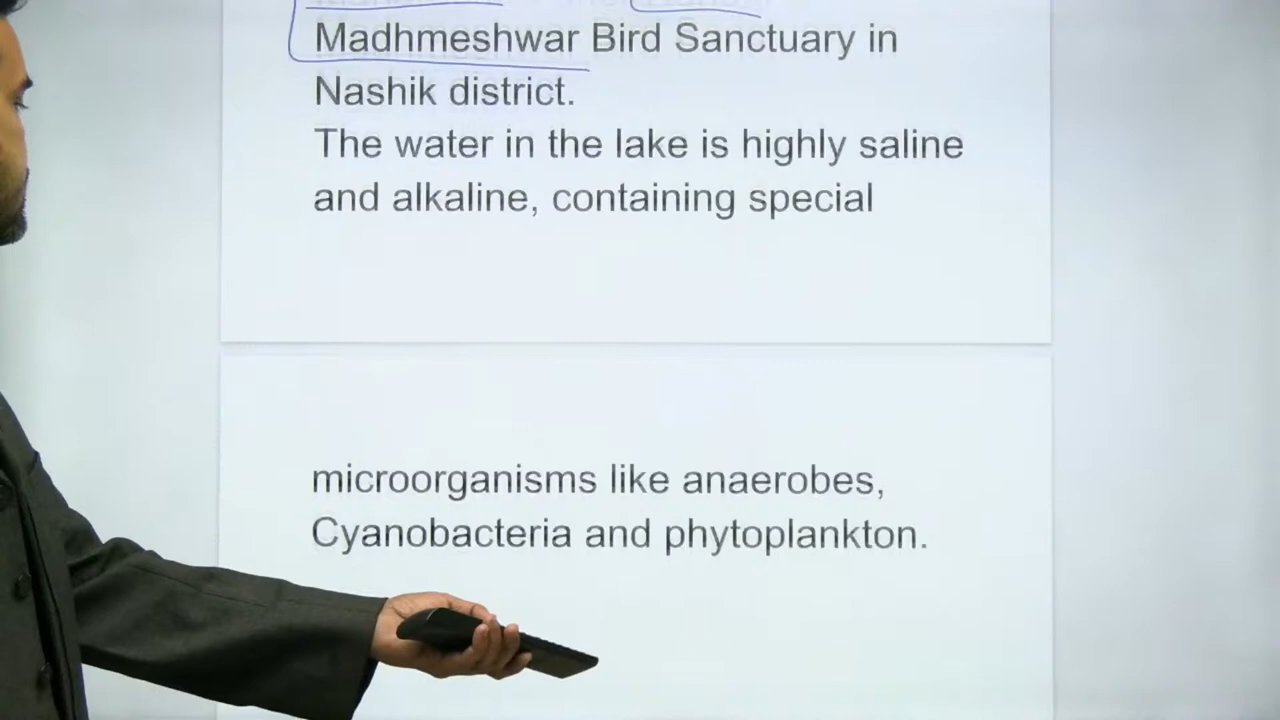 Madhmeshwar Bird Sanctuary in
Nashik district.
The water in the lake is highly saline
and alkaline, containing special
microorganisms like anaerobes,
Cyanobacteria and phytoplankton.